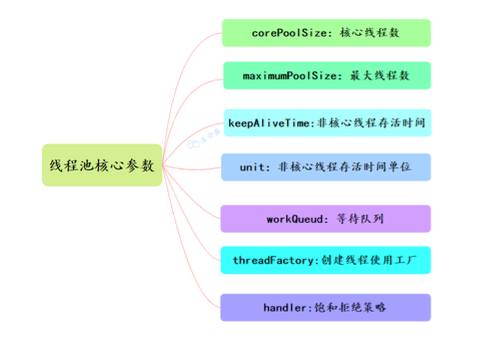 corePoolSize: 核心线程数
maximumPoolSize: 最大线程数
keepAliveTime:非核心线程存活时间
unit: 非核心线程存活时间单位
线程池核心参数
workQueud: 等待队列
threadFactory:创建线程使用工厂
handler:饱和拒绝策略